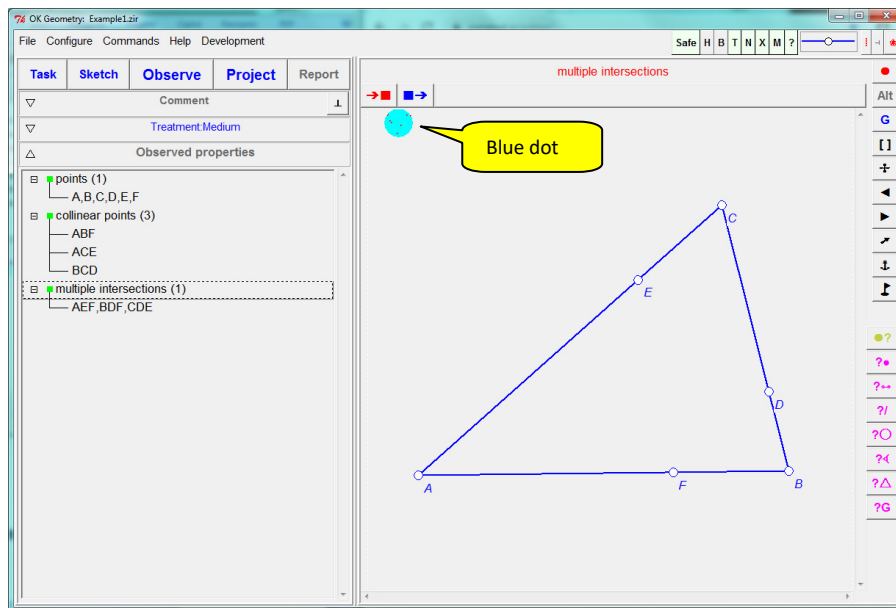 OK Geometry: Example1.zir
File Configure Commands Help Development
Safe H B T N X M ?
Task Sketch Observe Project Report
multiple intersections
Comment
Treatment:Medium
Observed properties
points (1)
A,B,C,D,E,F
collinear points (3)
ABF
ACE
BCD
multiple intersections (1)
AEF,BDF,CDE
Blue dot
C
E
D
A
F
B
Alt
G
[ ]
?
?
?
?/
?
?
?
?G